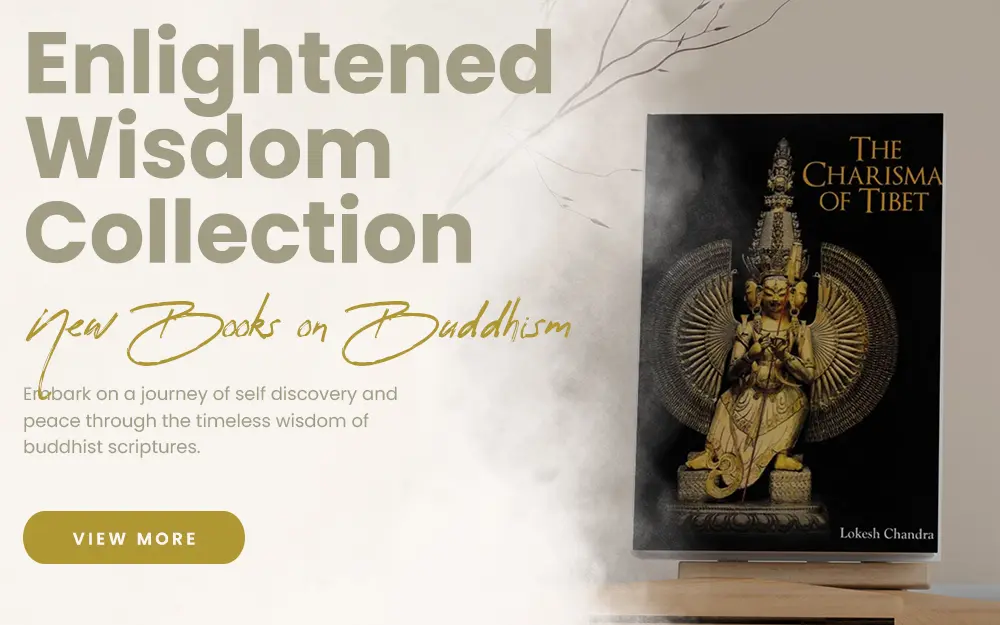 Enlightened
Wisdom
Collection
New Books on Buddhism
Embark on a journey of self discovery and
peace through the timeless wisdom of
buddhist scriptures.
VIEW MORE
THE
CHARISMA
OF TIBET
Lokesh Chandra